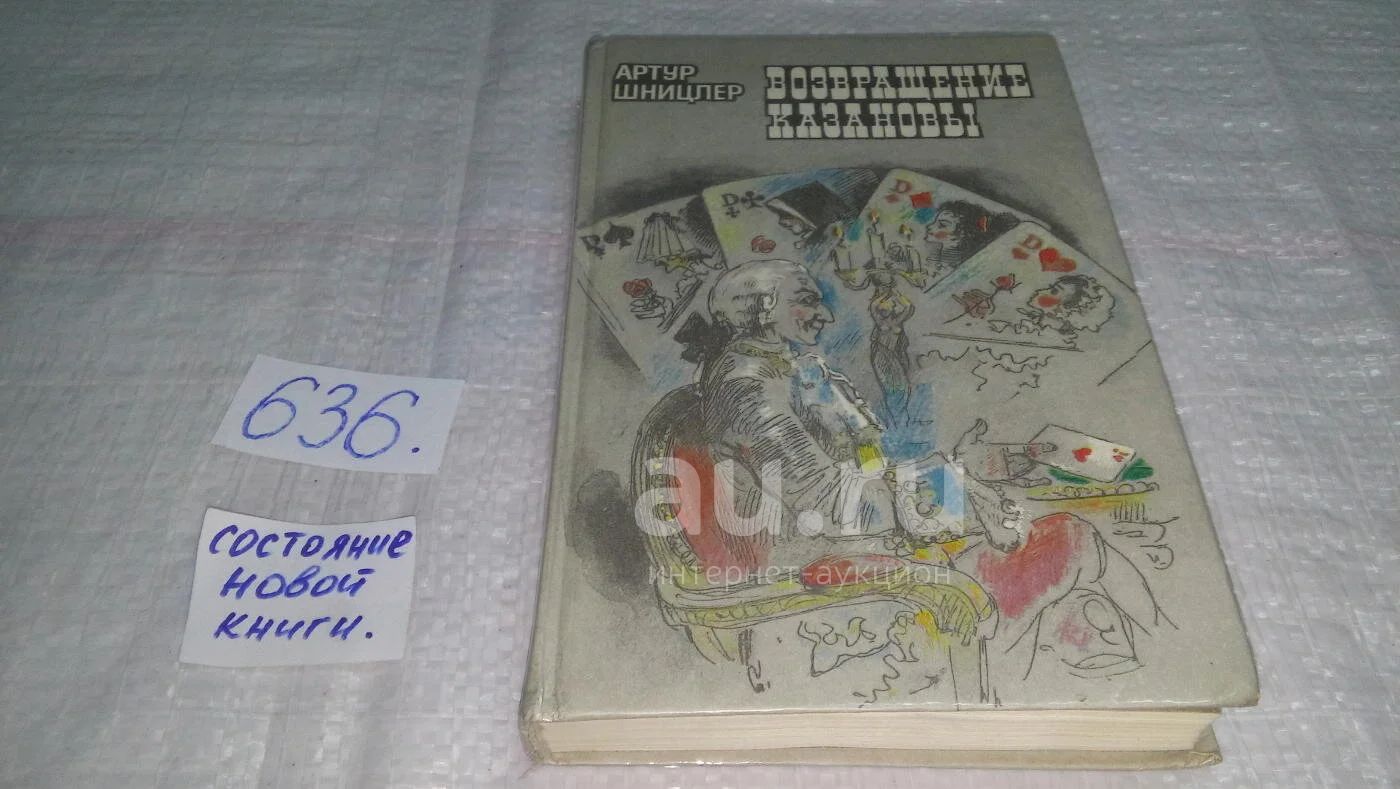 АРТУР
ШНИЦЛЕР
ВОЗВРАЩЕНИЕ
КАЗАНОВЫ
D
D
D
D
636.
СОСТОЯНИЕ
НОВОЙ
КНИГИ.
au.ru
интернет-аукцион